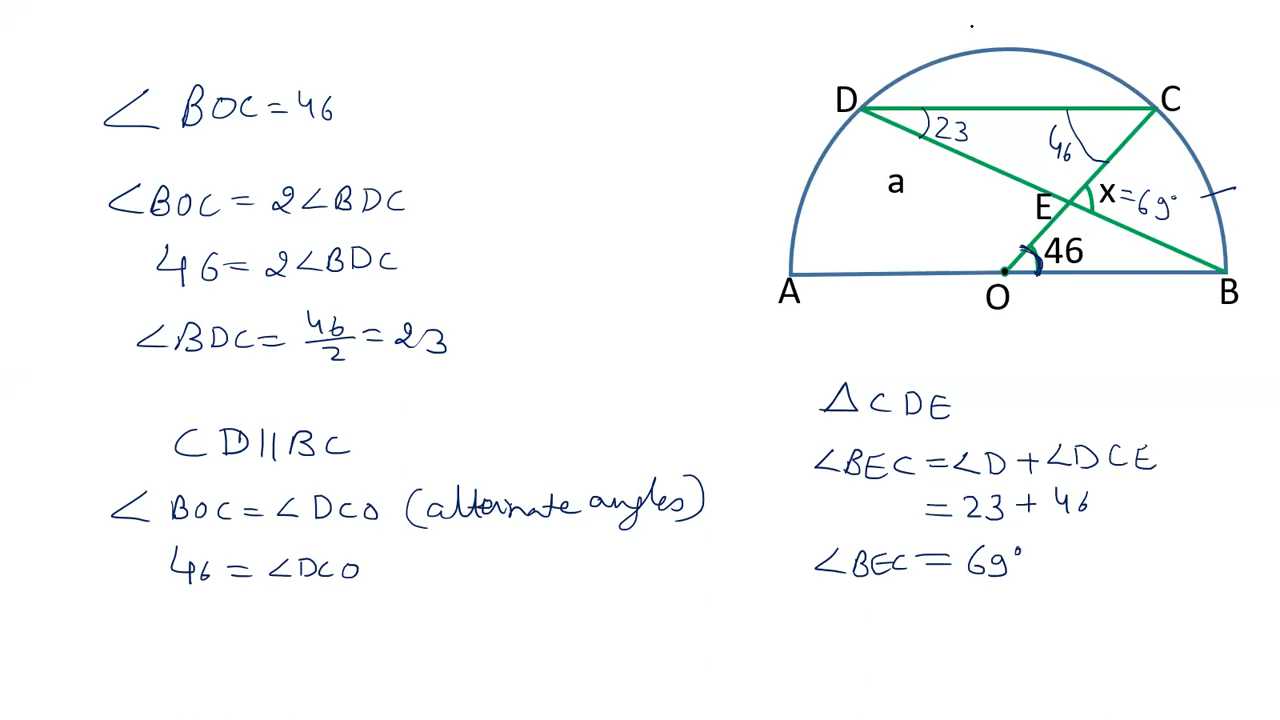 ∠ BOC = 46
∠BOC = 2∠BDC
46 = 2∠BDC
∠BDC = 46/2 = 23
CD||BC
∠ BOC = ∠ DCO (alternate angles)
46 = ∠DCO
D
C
23
46
a
E
x = 69°
46
A
O
B
△ CDE
∠BEC = ∠D + ∠DCE
= 23 + 46
∠BEC = 69°